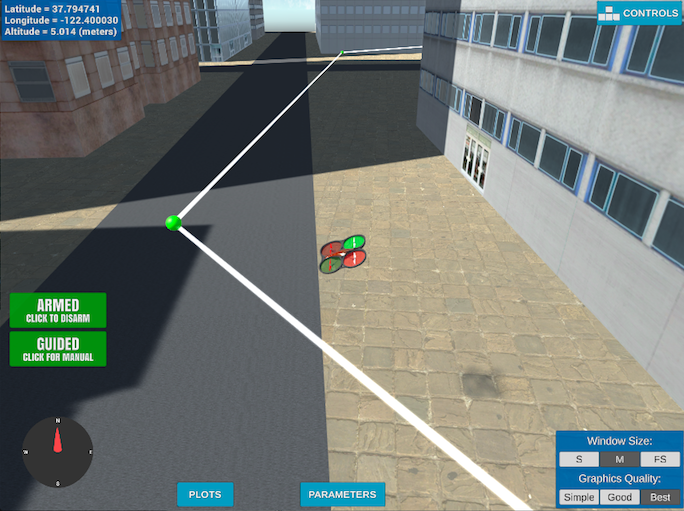 Latitude = 37.794741
Longitude = -122.400030
Altitude = 5.014 (meters)
CONTROLS
ARMED
CLICK TO DISARM
GUIDED
CLICK FOR MANUAL
N
W
E
S
PLOTS
PARAMETERS
Window Size:
S M FS
Graphics Quality:
Simple Good Best